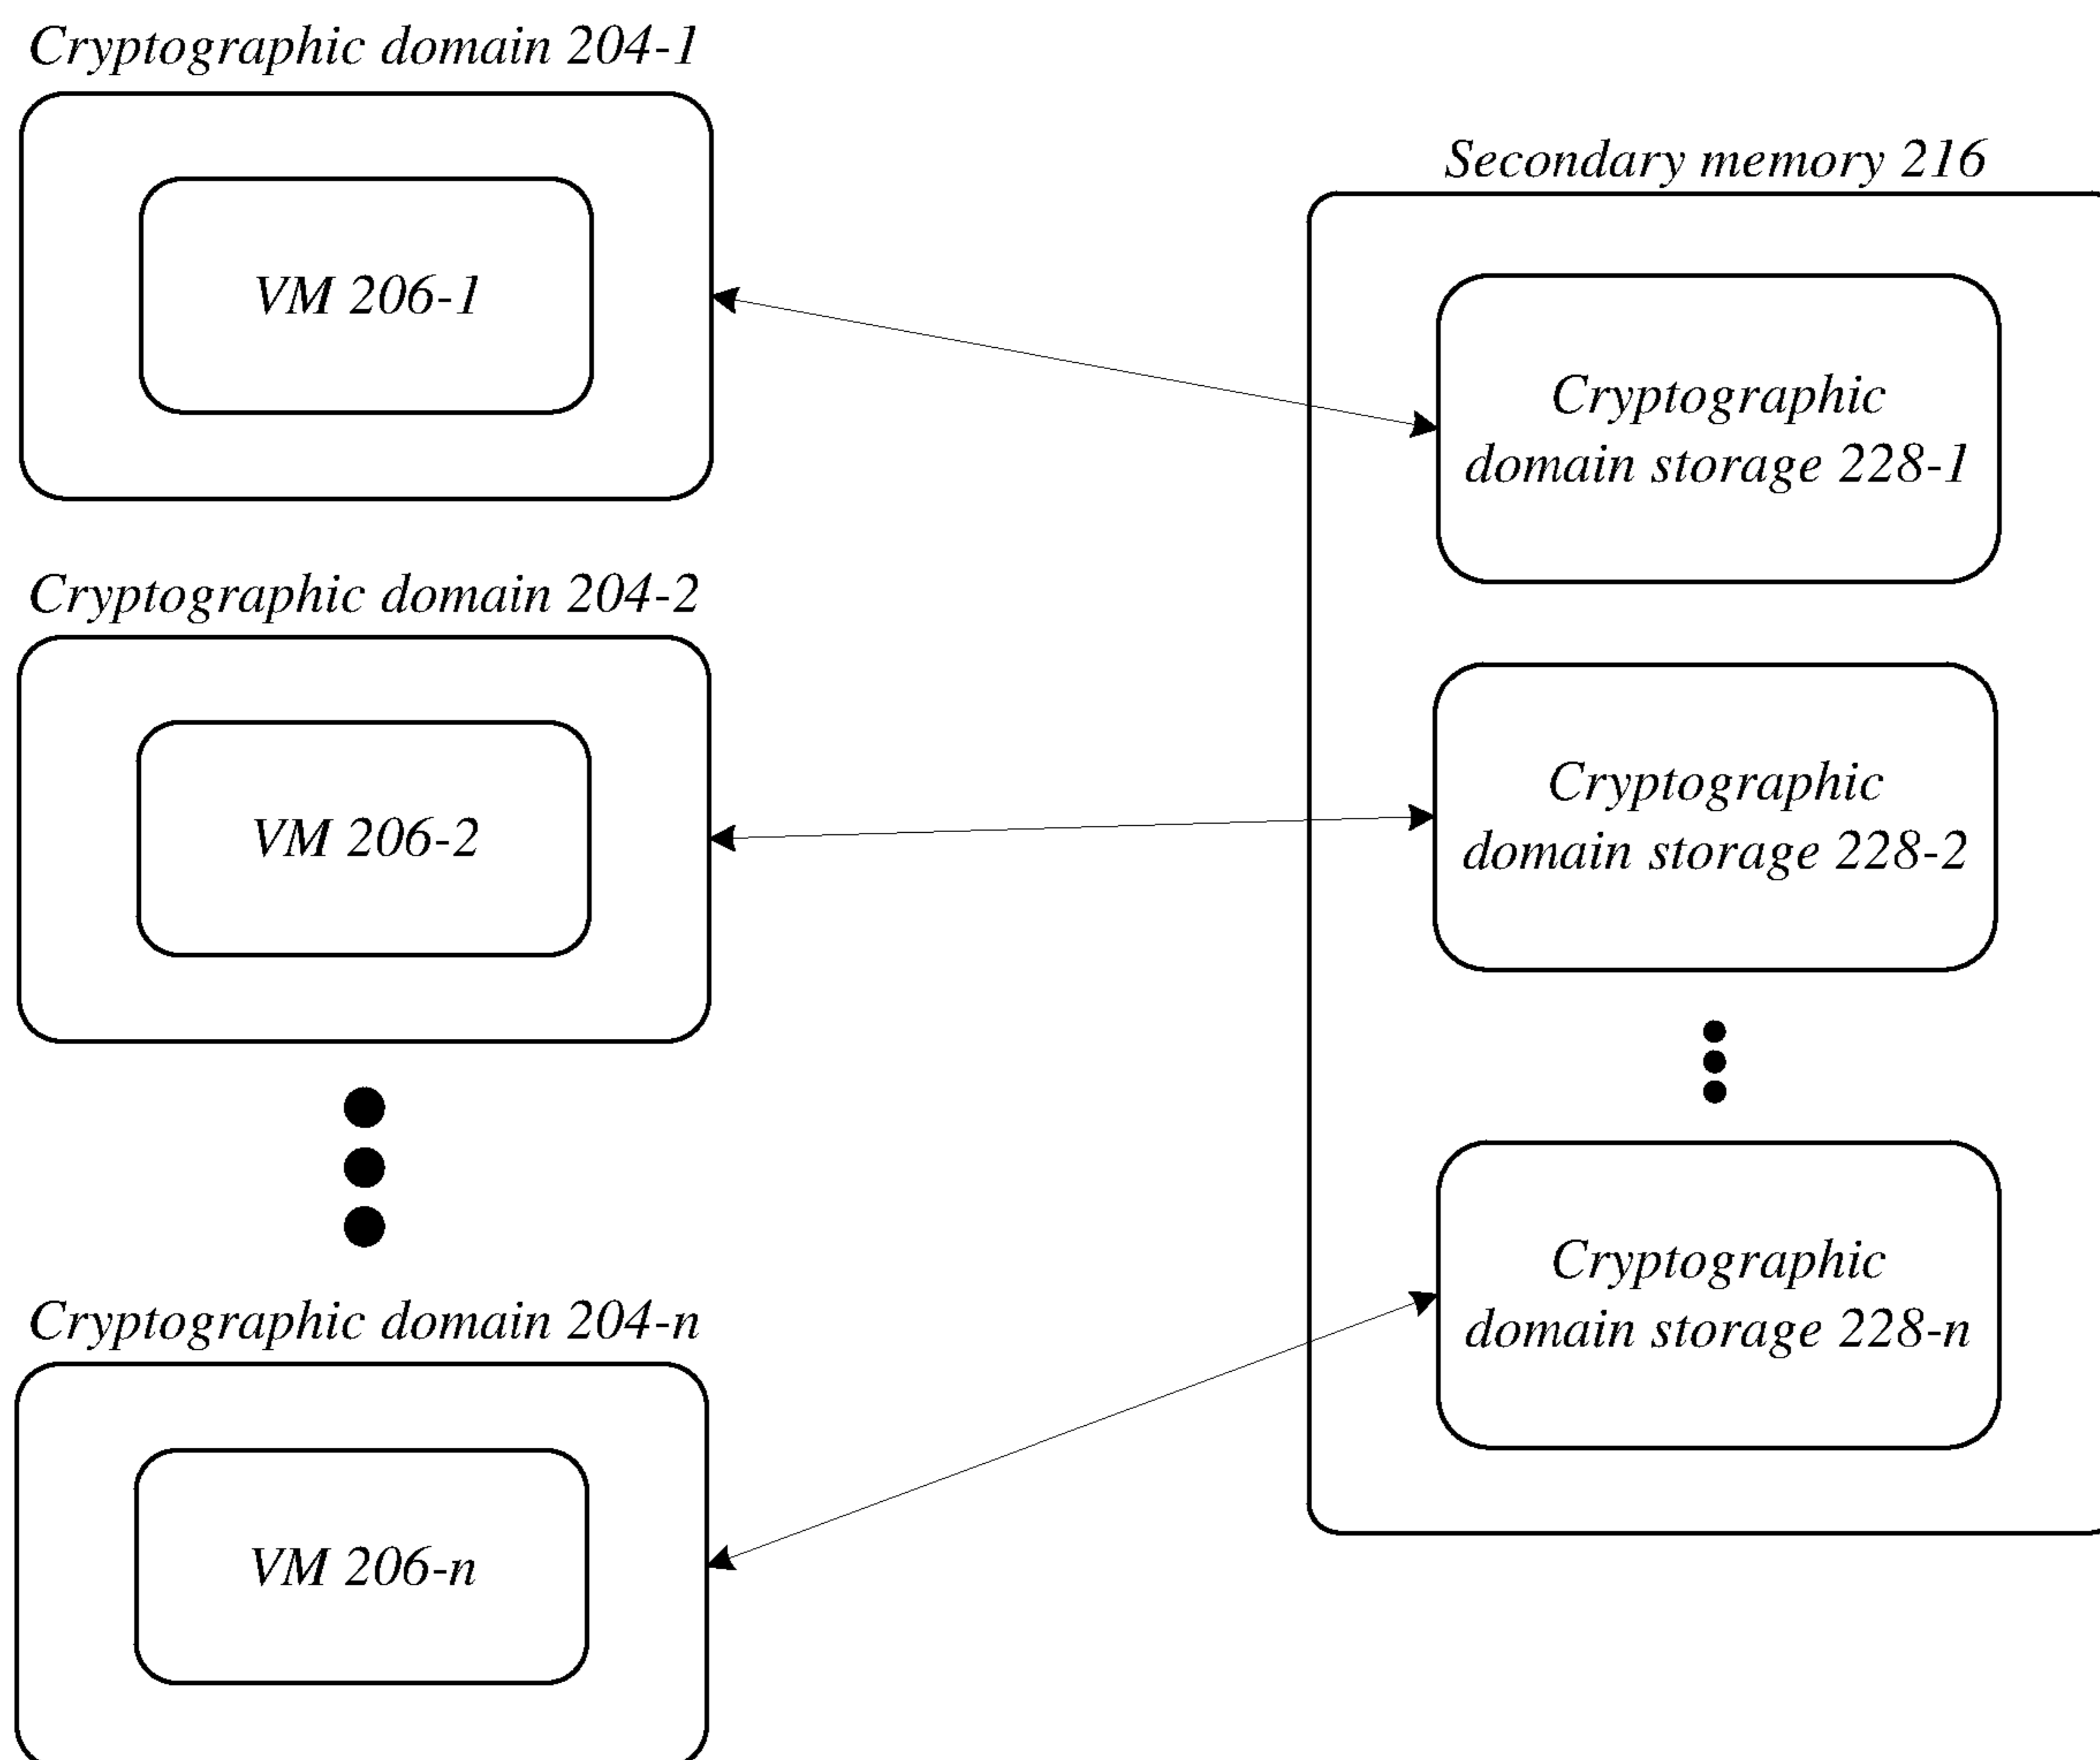 Cryptographic domain 204-1
VM 206-1
Cryptographic domain 204-2
VM 206-2
Cryptographic domain 204-n
VM 206-n
Secondary memory 216
Cryptographic
domain storage 228-1
Cryptographic
domain storage 228-2
Cryptographic
domain storage 228-n